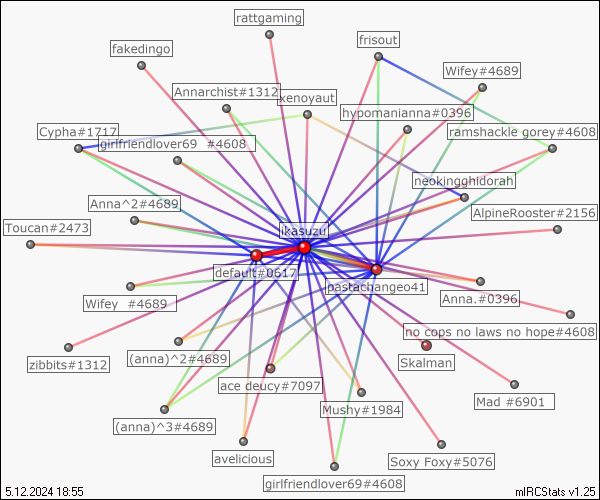 rattgaming
frisout
fakedingo
Wifey#4689
Annarchist#1312
xenoyaut
hypomanianna#0396
Cypha#1717
ramshackle gorey#4608
girlfriendlover69 #4608
neokingghidorah
Anna^2#4689
AlpineRooster#2156
Toucan#2473
ikasuzu
default#0617
pastachangeo41
Wifey #4689
Anna.#0396
no cops no laws no hope#4608
(anna)^2#4689
Skalman
zibbits#1312
ace deucy#7097
Mad #6901
Mushy#1984
(anna)^3#4689
avelicious
Soxy Foxy#5076
girlfriendlover69#4608
5.12.2024 18:55
mIRCStats v1.25